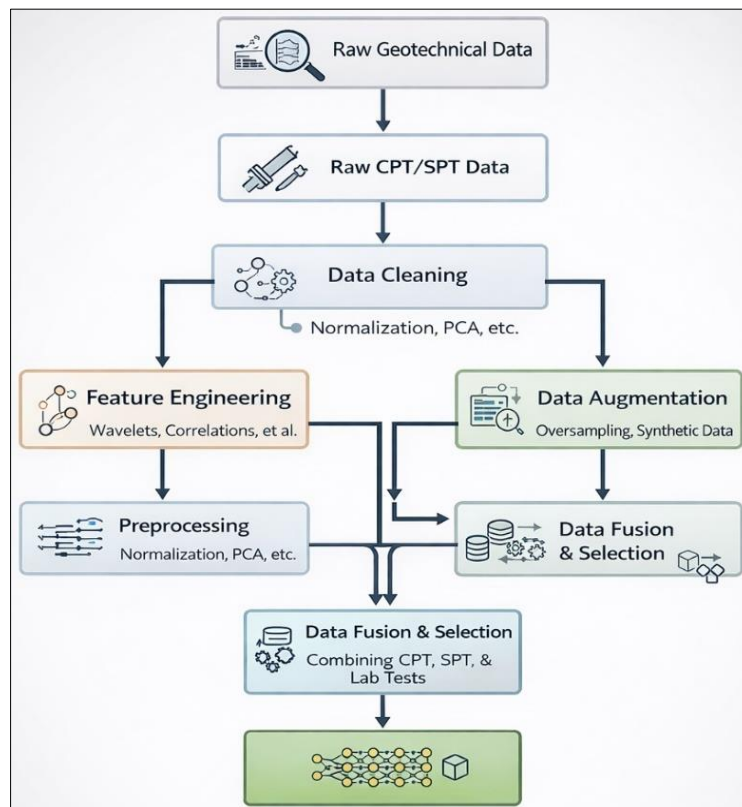 Raw Geotechnical Data
Raw CPT/SPT Data
Data Cleaning
Normalization, PCA, etc.
Feature Engineering
Wavelets, Correlations, et al.
Data Augmentation
Oversampling, Synthetic Data
Preprocessing
Normalization, PCA, etc.
Data Fusion
& Selection
Data Fusion & Selection
Combining CPT, SPT, &
Lab Tests